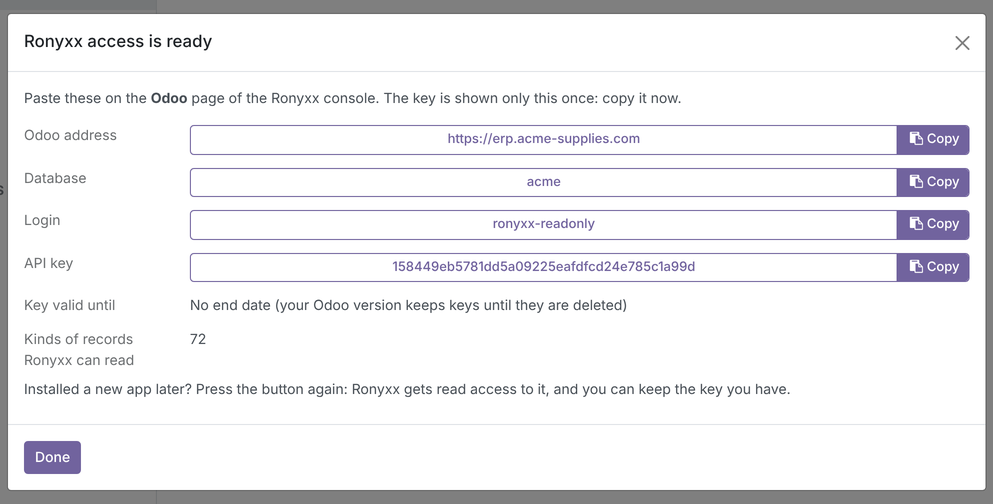 Ronyxx access is ready
Paste these on the Odoo page of the Ronyxx console. The key is shown only this once: copy it now.
Odoo address
https://erp.acme-supplies.com
Copy
Database
acme
Copy
Login
ronyxx-readonly
Copy
API key
158449eb5781dd5a09225eafdfcd24e785c1a99d
Copy
Key valid until
No end date (your Odoo version keeps keys until they are deleted)
Kinds of records
Ronyxx can read
72
Installed a new app later? Press the button again: Ronyxx gets read access to it, and you can keep the key you have.
Done